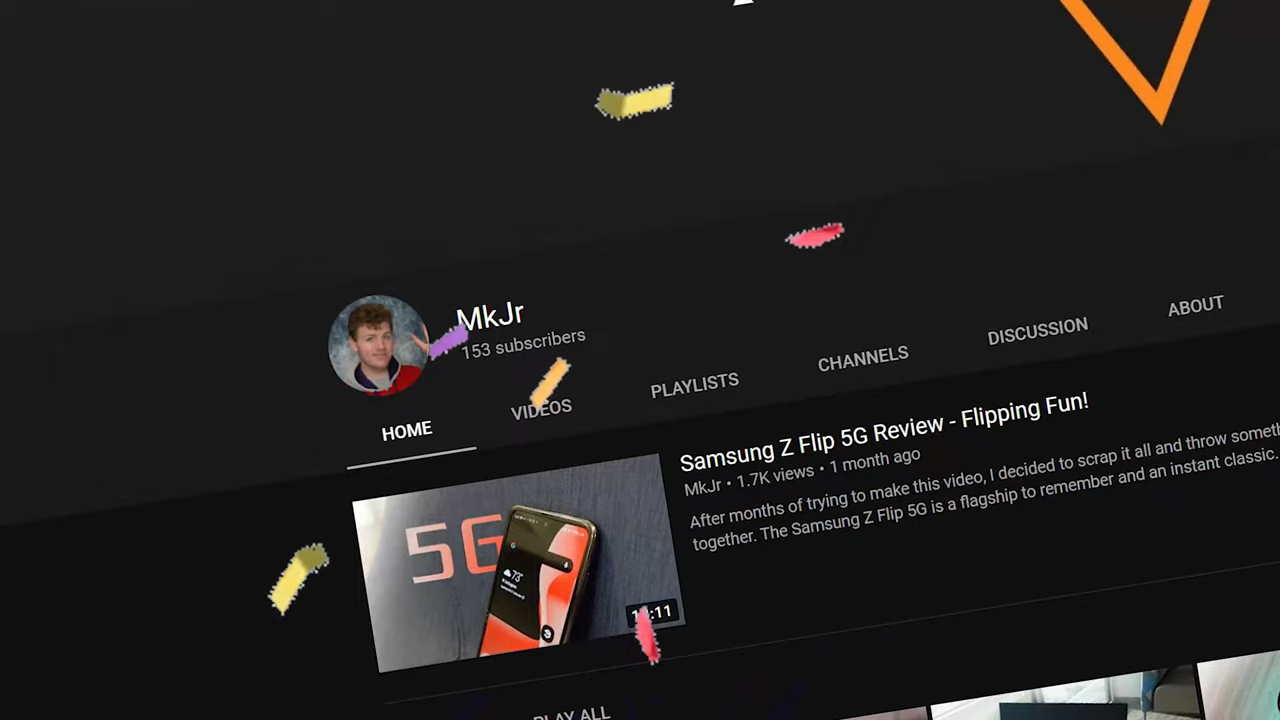 MkJr
153 subscribers
HOME
VIDEOS
PLAYLISTS
CHANNELS
DISCUSSION
ABOUT
Samsung Z Flip 5G Review - Flipping Fun!
MkJr • 1.7K views • 1 month ago
After months of trying to make this video, I decided to scrap it all and throw
together. The Samsung Z Flip 5G is a flagship to remember and an instant classic.
5G
73°
:11
PLAY ALL